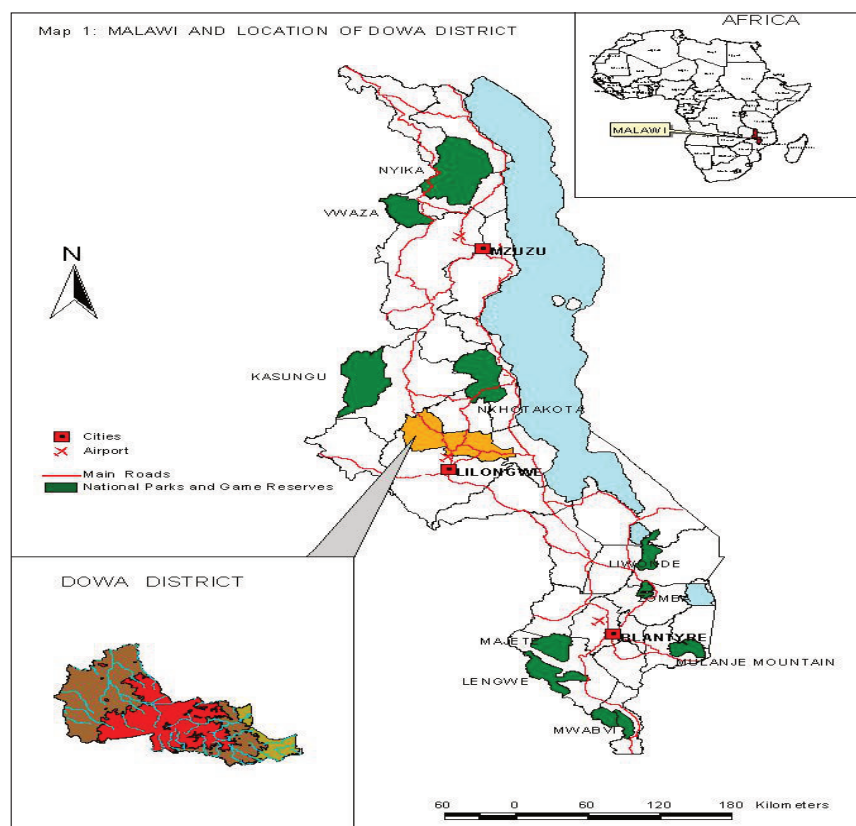 Map 1: MALAWI AND LOCATION OF DOWA DISTRICT
AFRICA
MALAWI
NYIKA
VWAZA
MZUZU
N
KASUNGU
NKHOTAKOTA
Cities
Airport
Main Roads
National Parks and Game Reserves
LILONGWE
LIWONDE
ZOMBA
BLANTYRE
MAJETE
MULANJE MOUNTAIN
LENGWE
MWABVI
DOWA DISTRICT
60 0 60 120 180 Kilometers